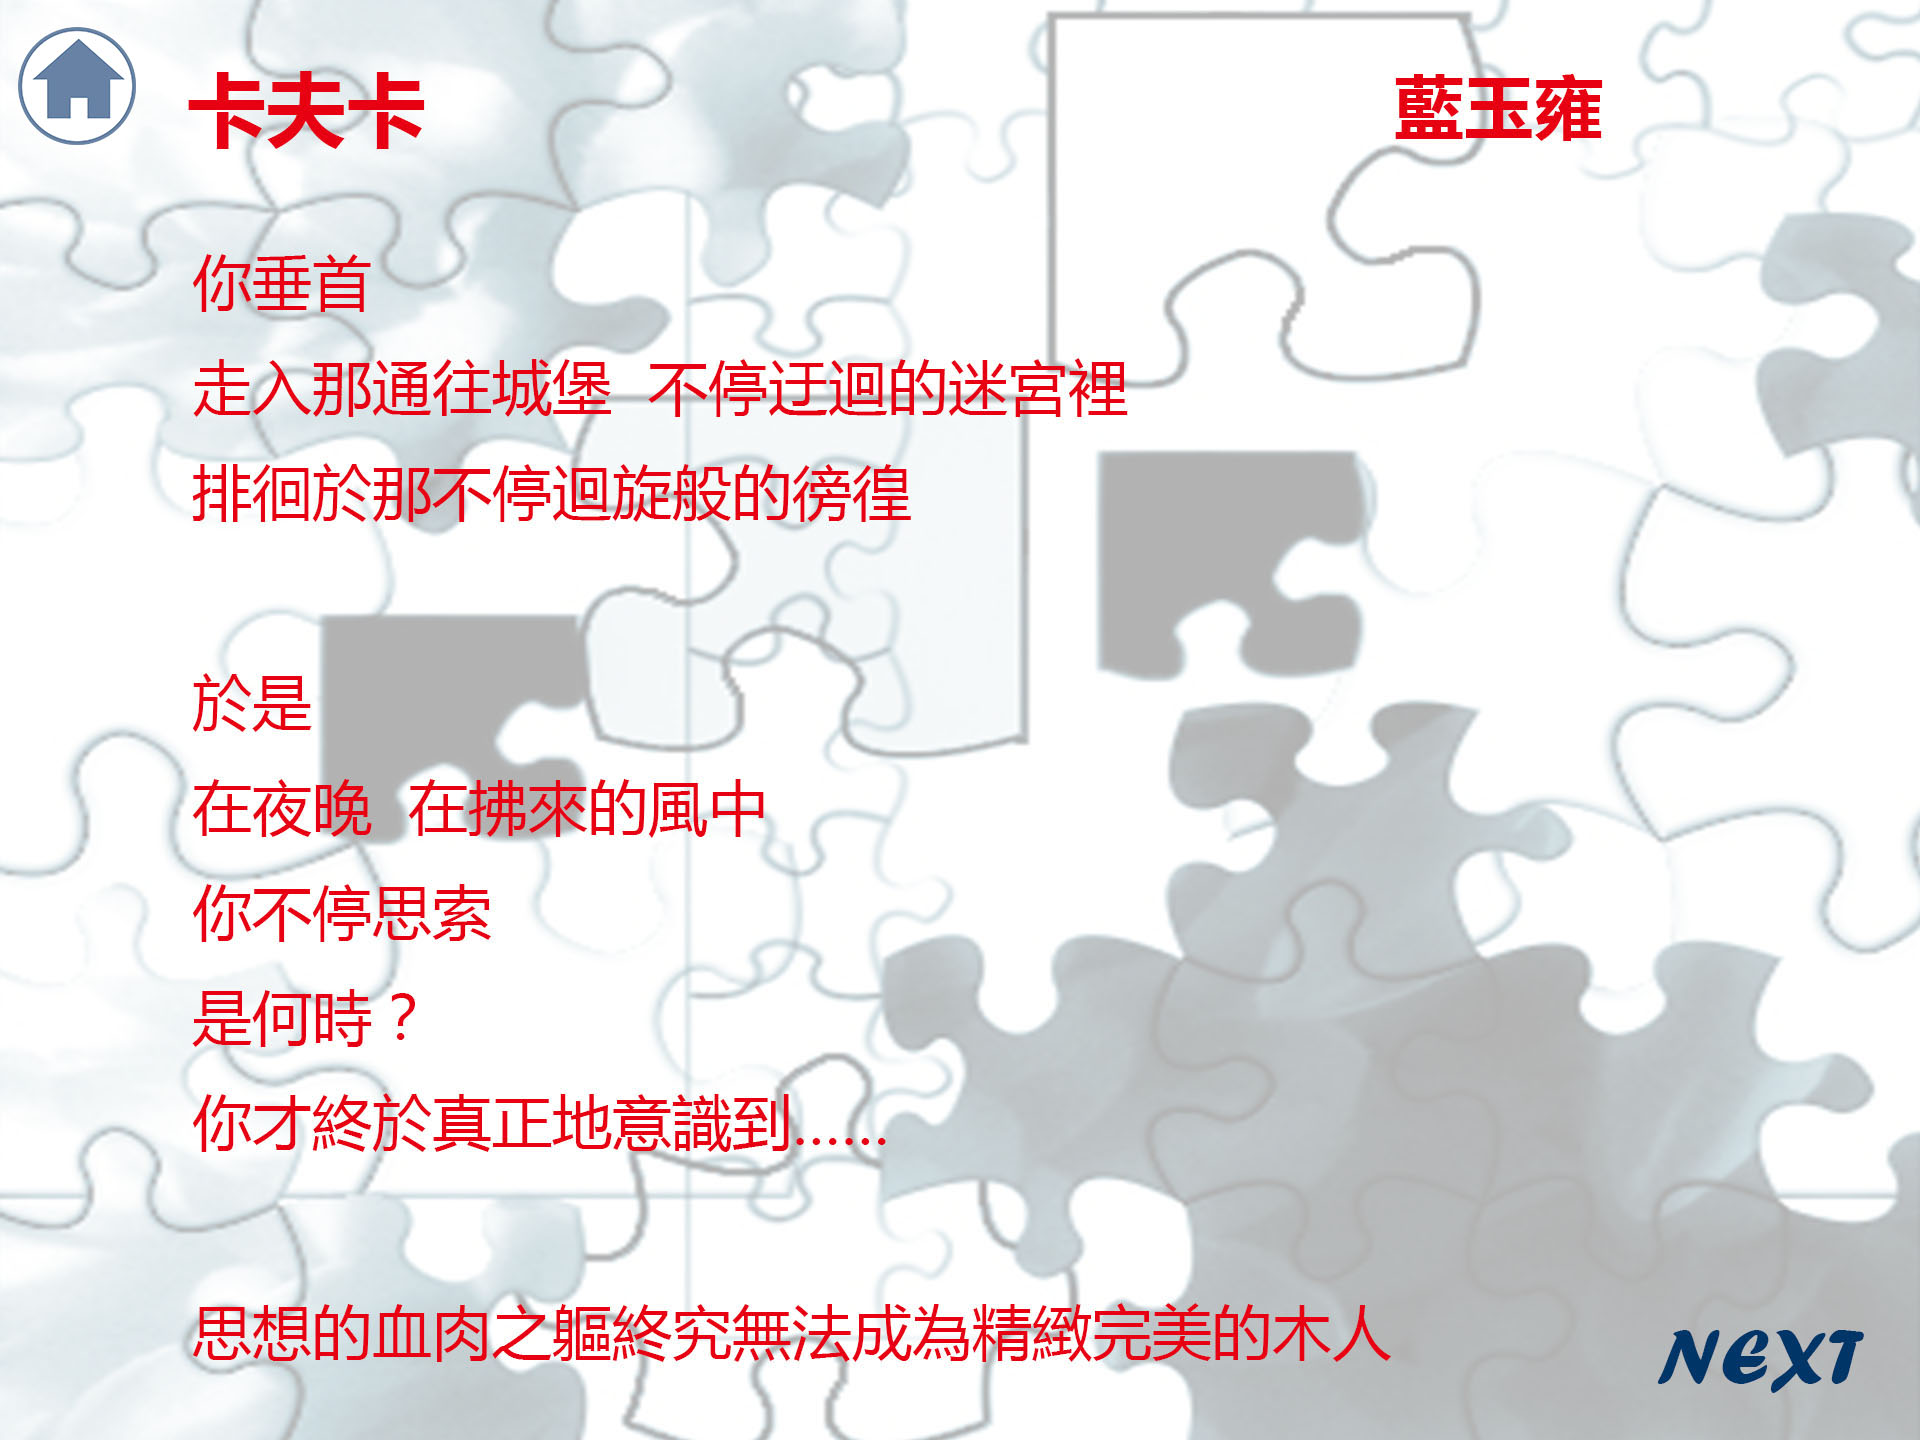 卡夫卡 藍玉雍
你垂首
走入那通往城堡 不停迂迴的迷宮裡
排徊於那不停迴旋般的徬徨
於是
在夜晚 在拂來的風中
你不停思索
是何時？
你才終於真正地意識到……
思想的血肉之軀終究無法成為精緻完美的木人
NEXT